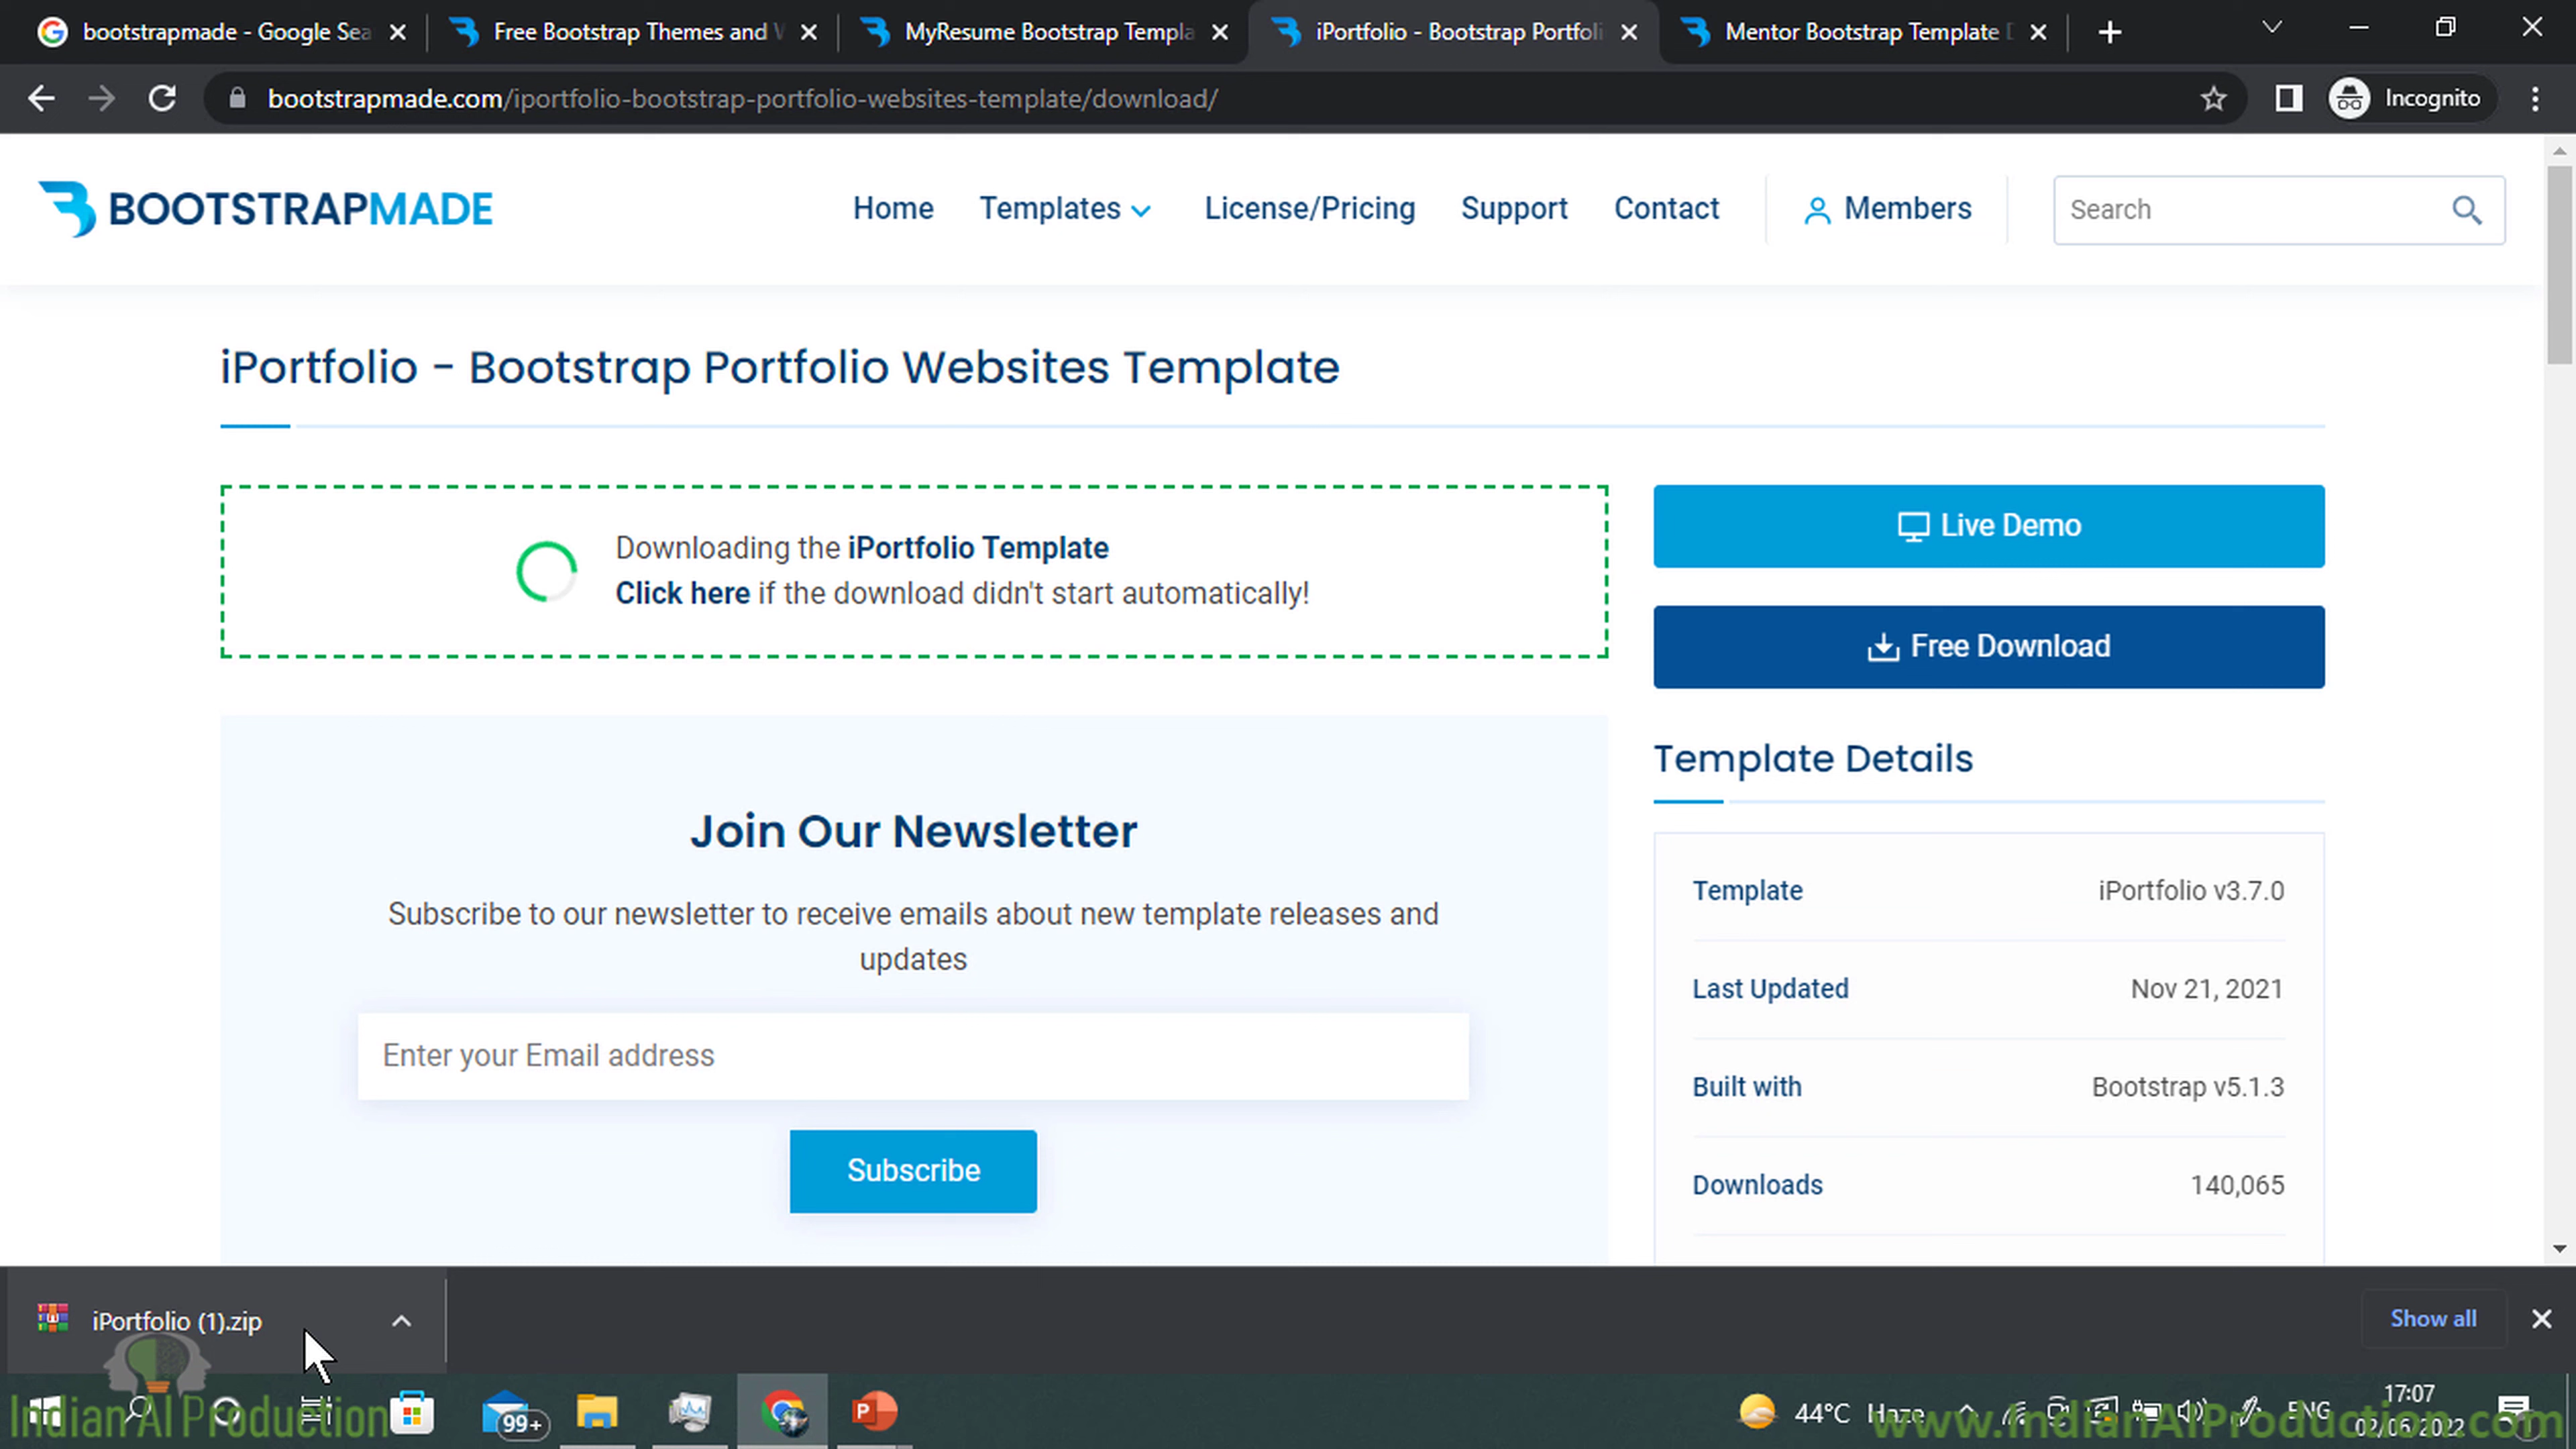 bootstrapmade - Google Sea
Free Bootstrap Themes and W
MyResume Bootstrap Templa
iPortfolio - Bootstrap Portfoli
Mentor Bootstrap Template D
bootstrapmade.com/iportfolio-bootstrap-portfolio-websites-template/download/
Incognito
BOOTSTRAPMADE
Home
Templates
License/Pricing
Support
Contact
Members
Search
iPortfolio - Bootstrap Portfolio Websites Template
Downloading the iPortfolio Template
Click here if the download didn't start automatically!
Live Demo
Free Download
Join Our Newsletter
Subscribe to our newsletter to receive emails about new template releases and
updates
Enter your Email address
Subscribe
Template Details
Template iPortfolio v3.7.0
Last Updated Nov 21, 2021
Built with Bootstrap v5.1.3
Downloads 140,065
iPortfolio (1).zip
Show all
Indian AI Production
99+
44°C Haze
ENG
17:07
02/06/2022
www.IndianAIProduction.com